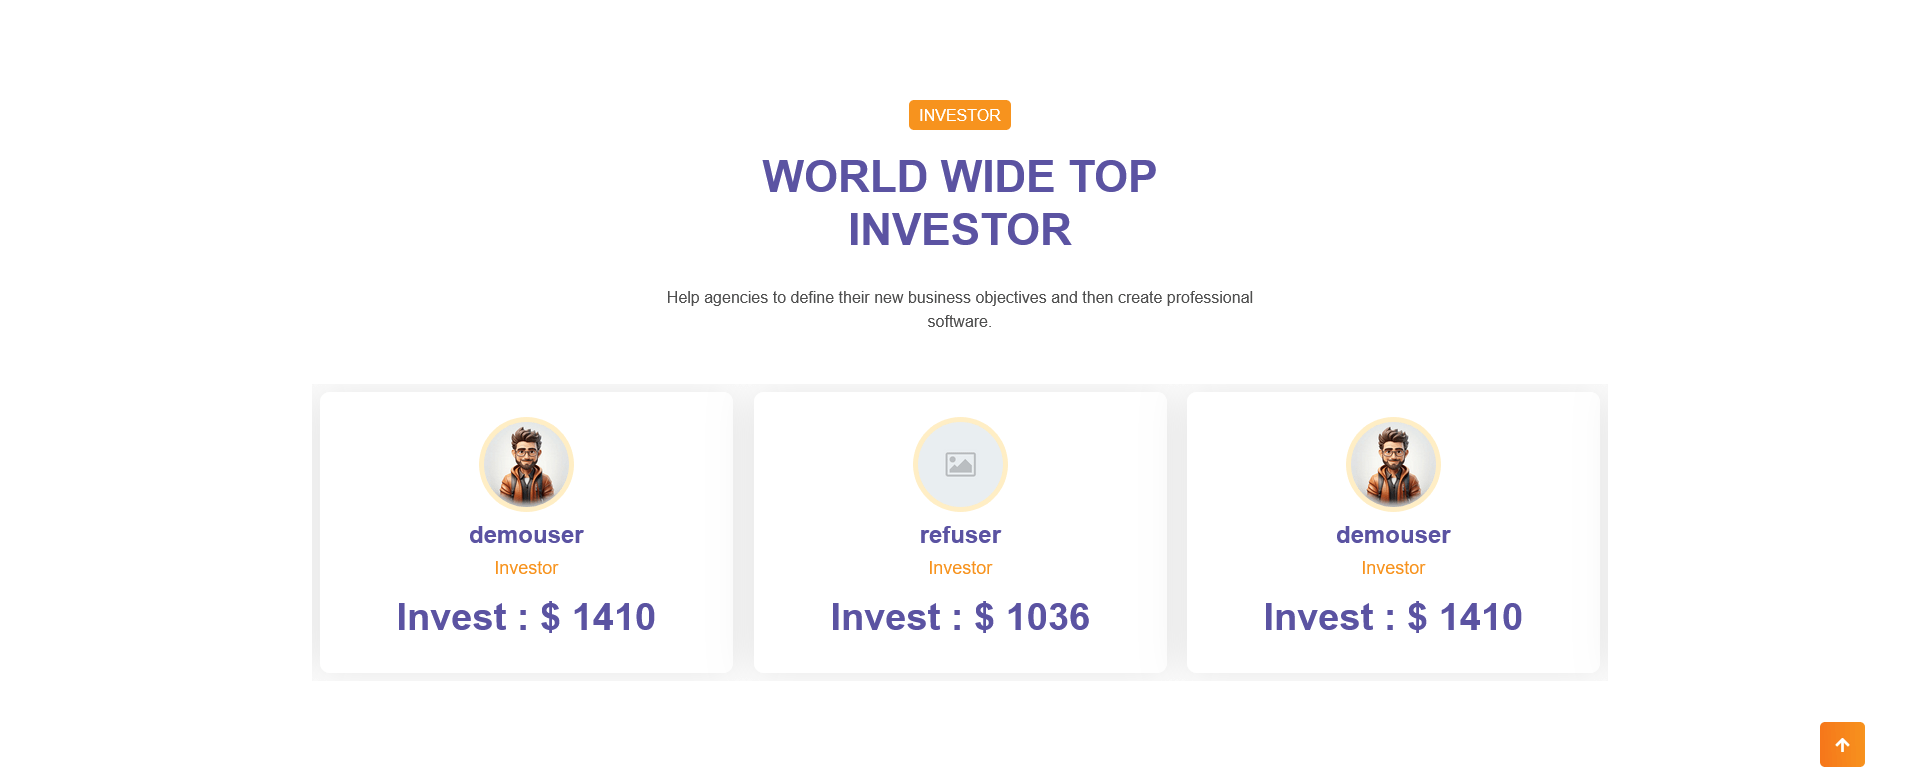 INVESTOR
WORLD WIDE TOP
INVESTOR
Help agencies to define their new business objectives and then create professional
software.
demouser
Investor
Invest : $ 1410
refuser
Investor
Invest : $ 1036
demouser
Investor
Invest : $ 1410